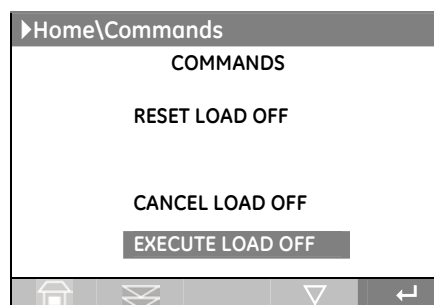 Home\Commands
COMMANDS
RESET LOAD OFF
CANCEL LOAD OFF
EXECUTE LOAD OFF